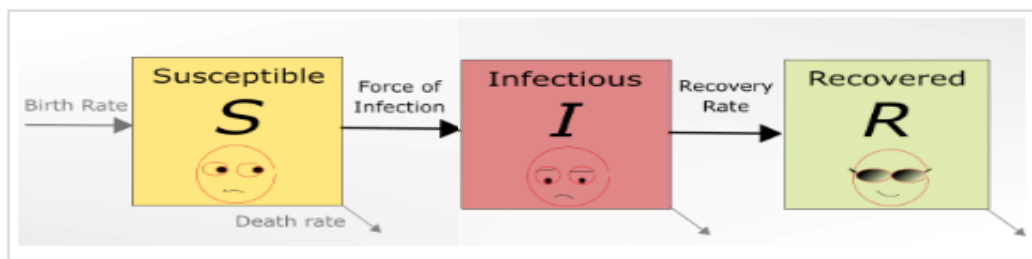 Birth Rate
Susceptible
S
Death rate
Force of
Infection
Infectious
I
Recovery
Rate
Recovered
R